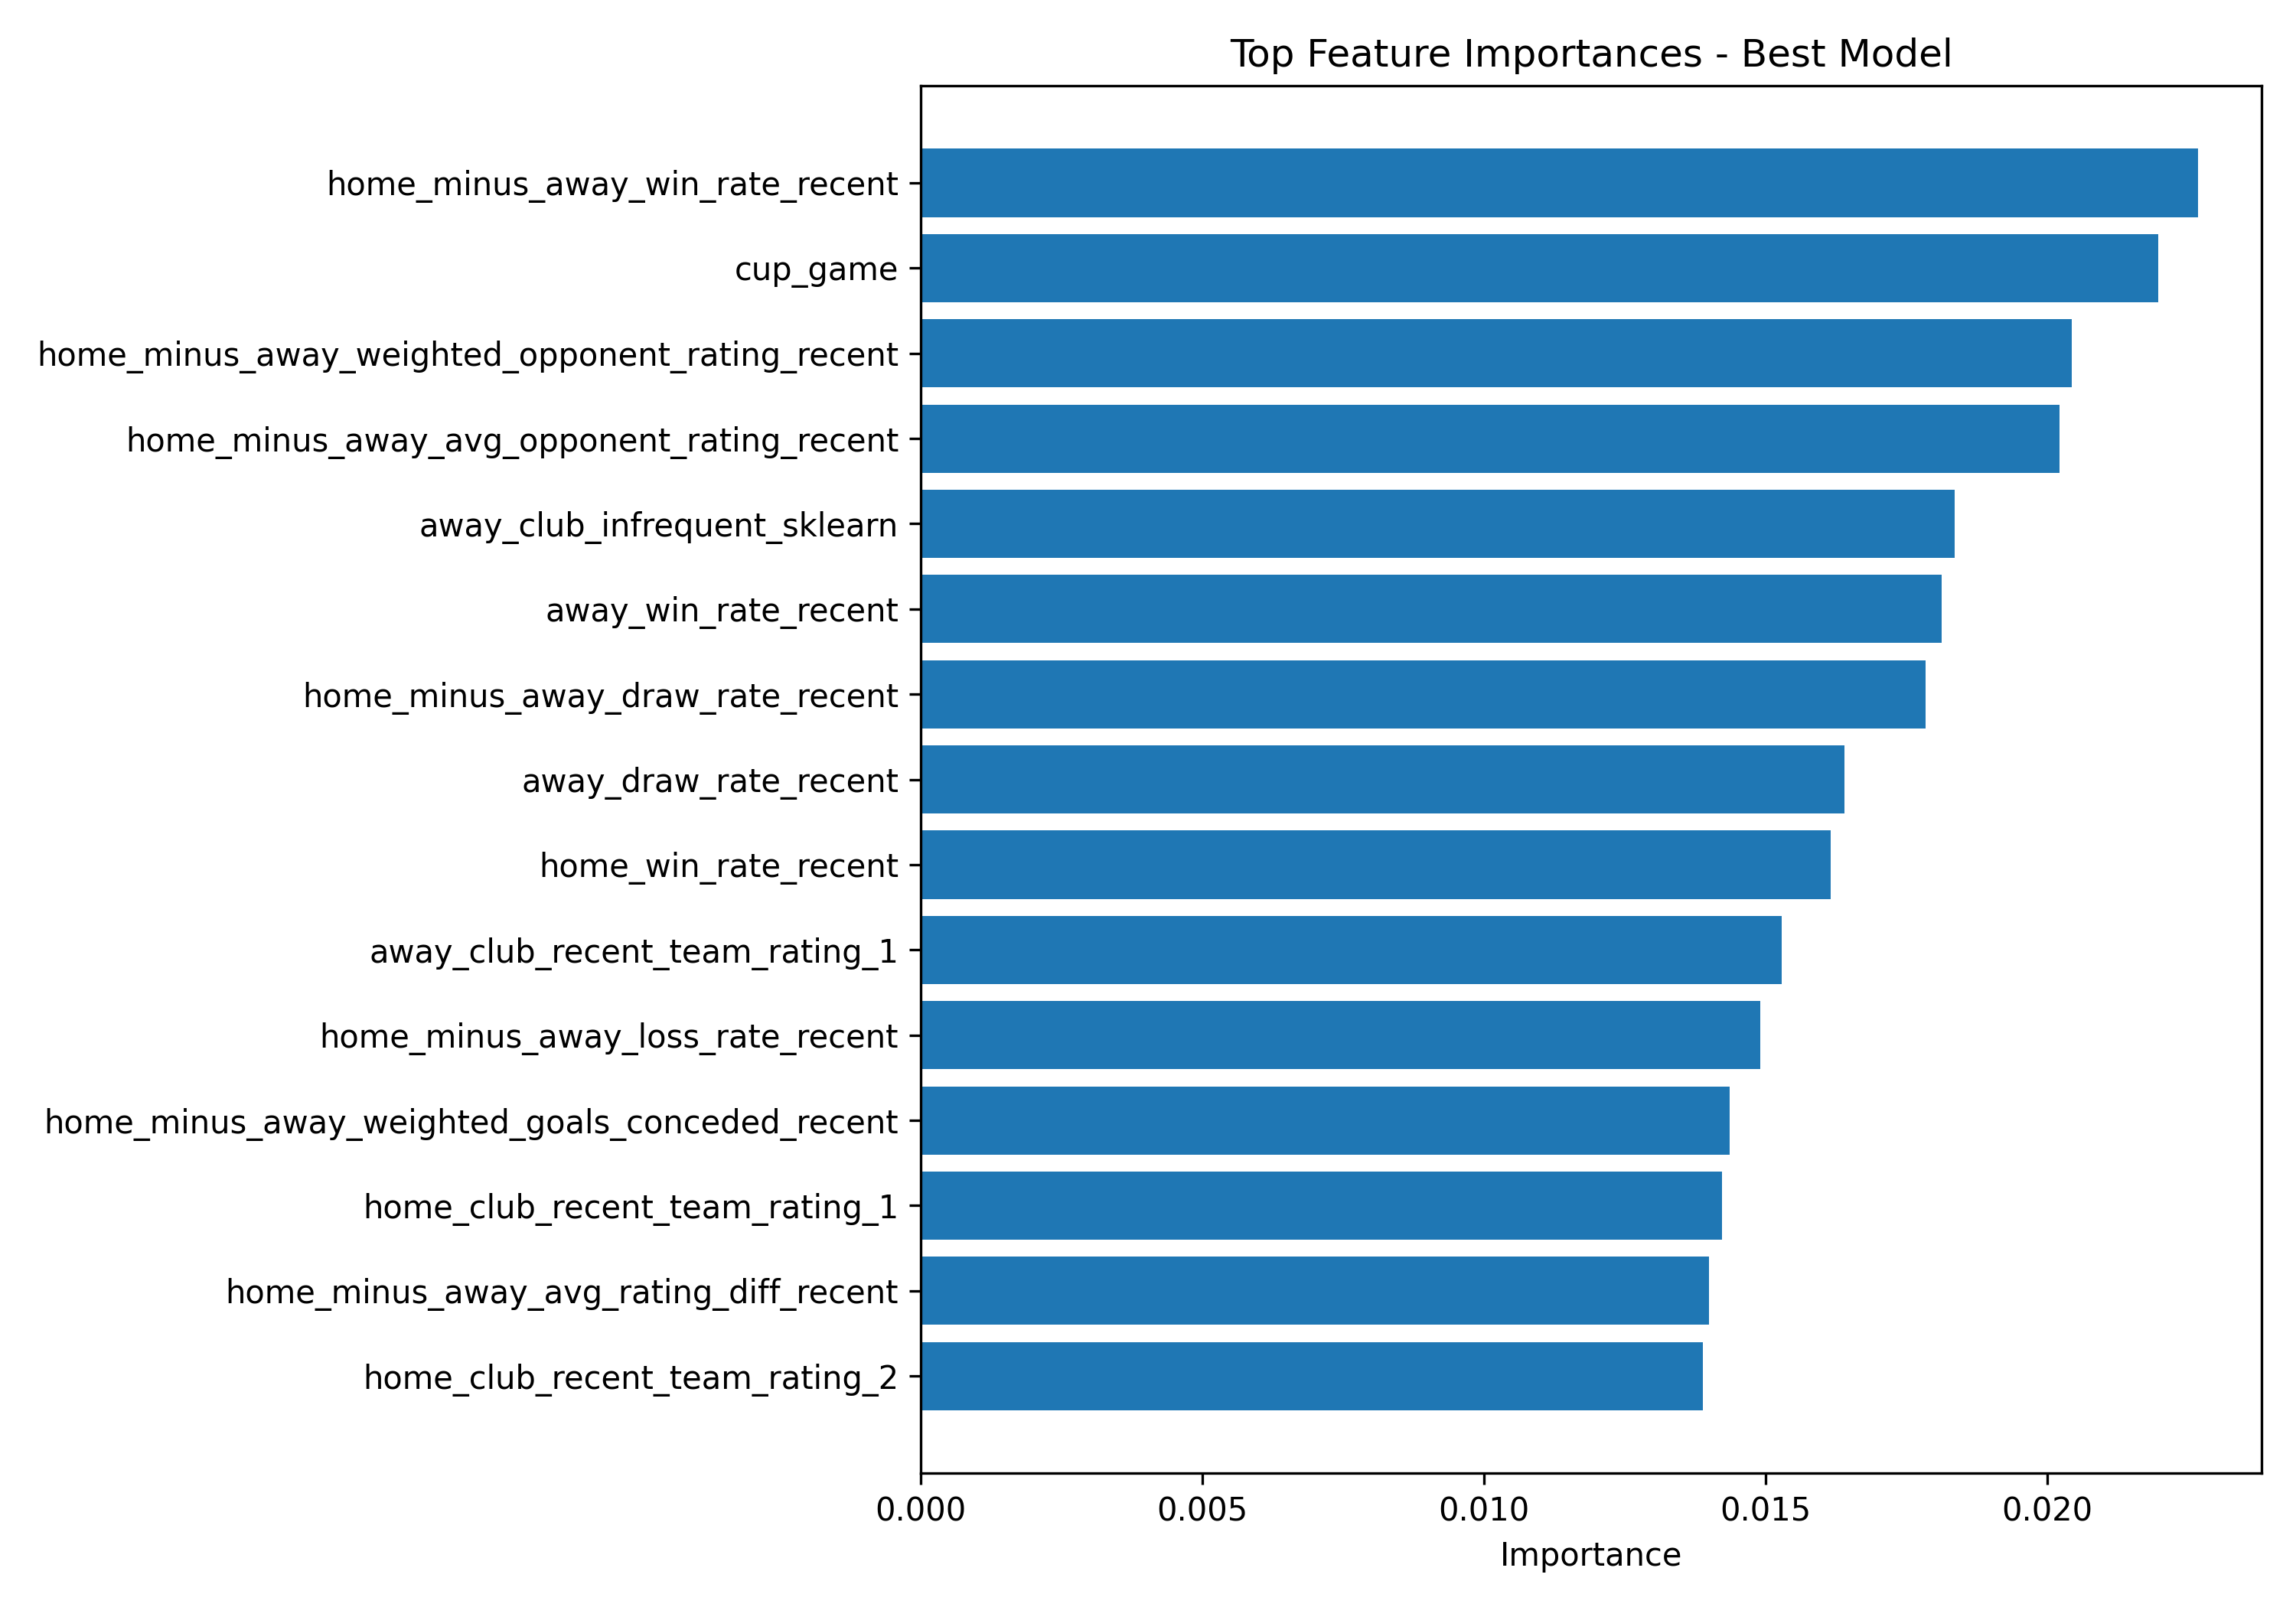 Top Feature Importances - Best Model
home_minus_away_win_rate_recent
cup_game
home_minus_away_weighted_opponent_rating_recent
home_minus_away_avg_opponent_rating_recent
away_club_infrequent_sklearn
away_win_rate_recent
home_minus_away_draw_rate_recent
away_draw_rate_recent
home_win_rate_recent
away_club_recent_team_rating_1
home_minus_away_loss_rate_recent
home_minus_away_weighted_goals_conceded_recent
home_club_recent_team_rating_1
home_minus_away_avg_rating_diff_recent
home_club_recent_team_rating_2
0.000 0.005 0.010 0.015 0.020
Importance